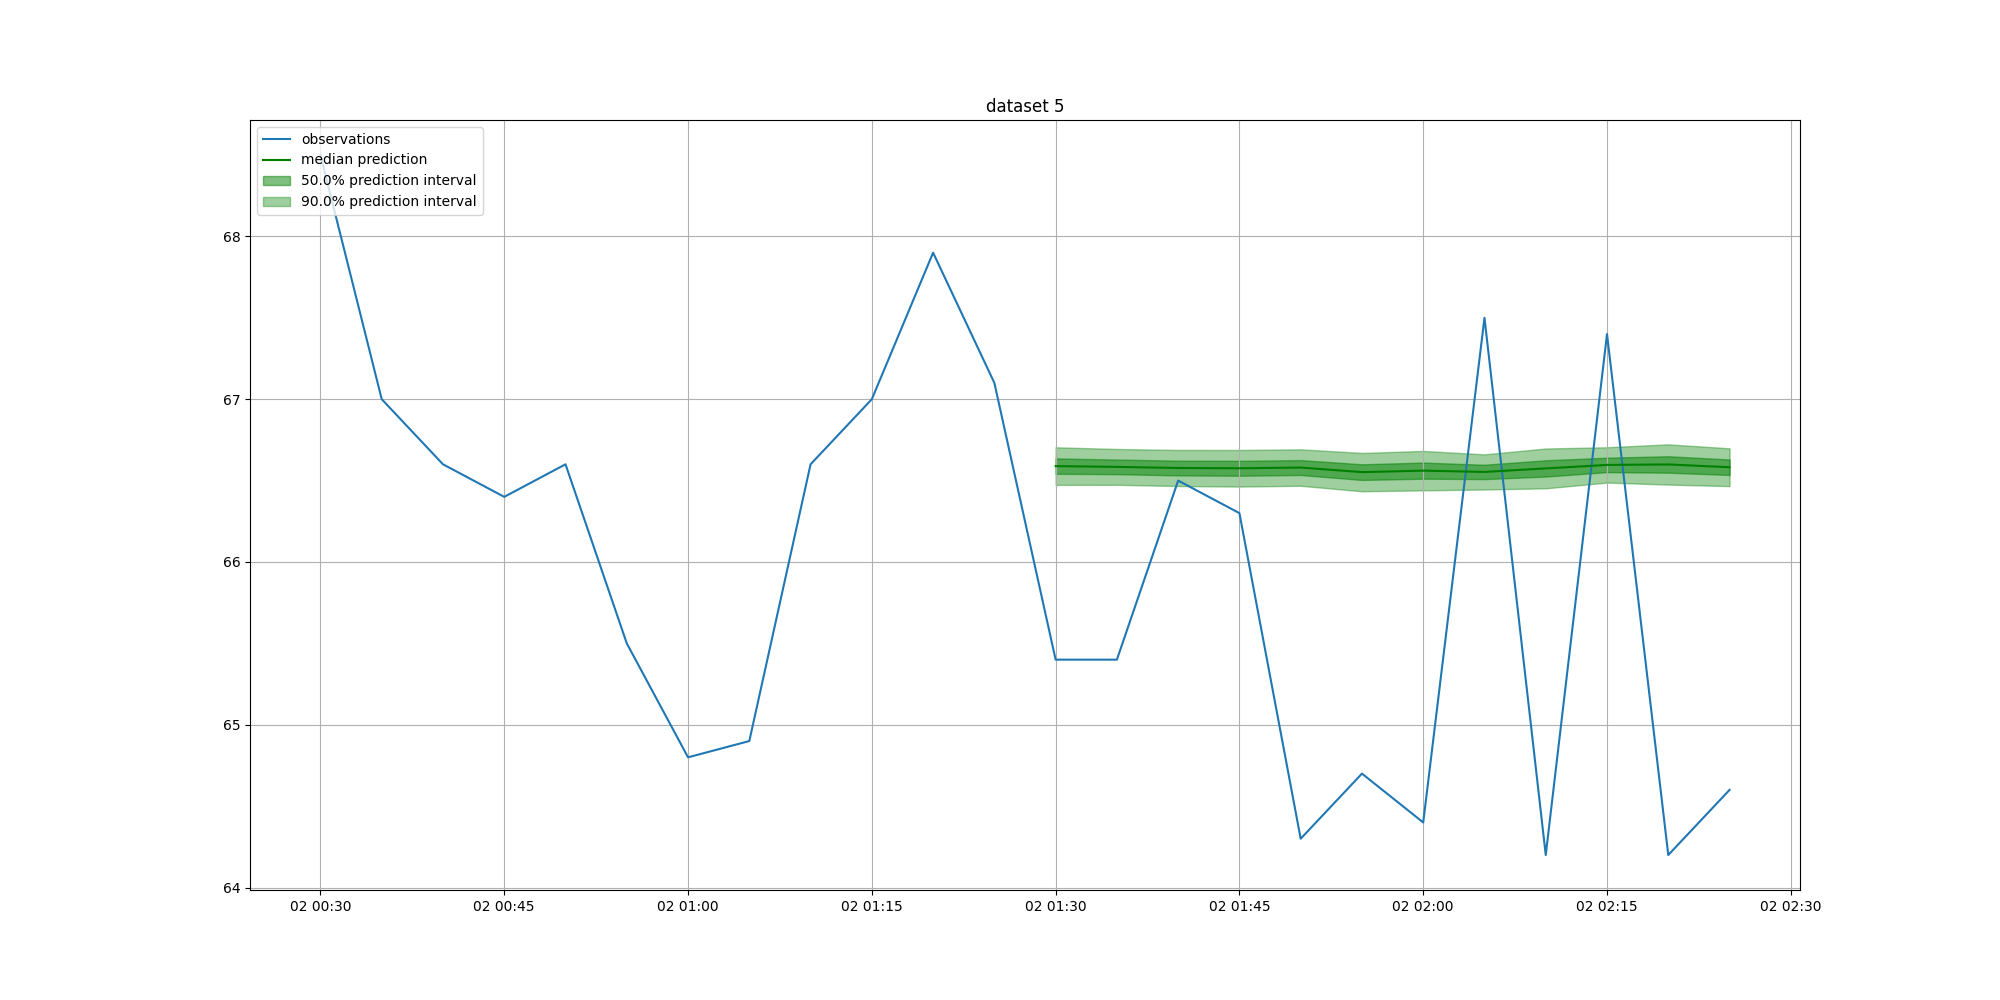 dataset 5
observations
median prediction
50.0% prediction interval
90.0% prediction interval
68
67
66
65
64
02 00:30 02 00:45 02 01:00 02 01:15 02 01:30 02 01:45 02 02:00 02 02:15 02 02:30